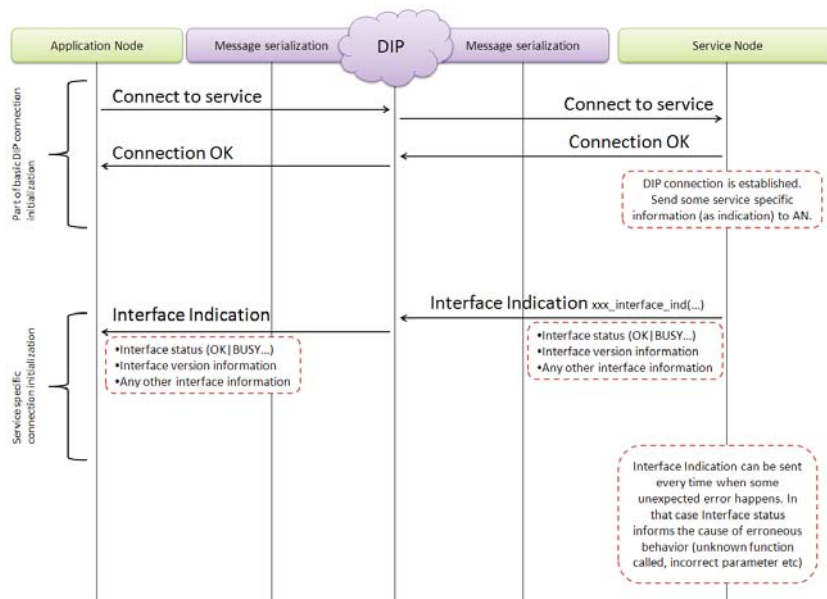 Application Node
Message serialization
DIP
Message serialization
Service Node
Part of basic DIP connection
initialization
Connect to service
Connect to service
Connection OK
Connection OK
DIP connection is established.
Send some service specific
information (as indication) to AN.
Service specific
connection initialization
Interface Indication xxx_interface_ind(...)
Interface Indication
•Interface status (OK|BUSY...)
•Interface version information
•Any other interface information
•Interface status (OK|BUSY...)
•Interface version information
•Any other interface information
Interface Indication can be sent
every time when some
unexpected error happens. In
that case Interface status
informs the cause of erroneous
behavior (unknown function
called, incorrect parameter etc)